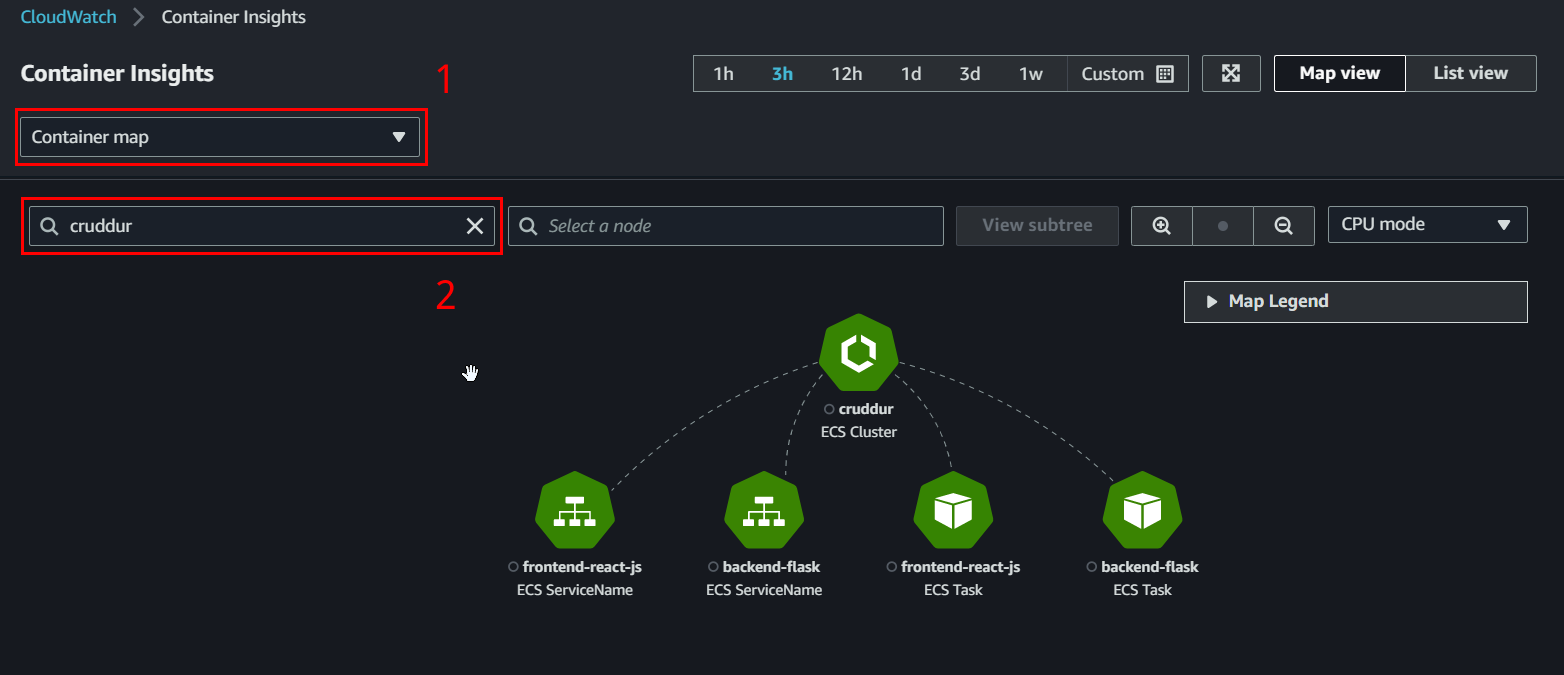 CloudWatch > Container Insights
Container Insights
1
1h 3h 12h 1d 3d 1w Custom
Map view List view
Container map
cruddur
Select a node
View subtree
CPU mode
2
Map Legend
cruddur
ECS Cluster
frontend-react-js
ECS ServiceName
backend-flask
ECS ServiceName
frontend-react-js
ECS Task
backend-flask
ECS Task